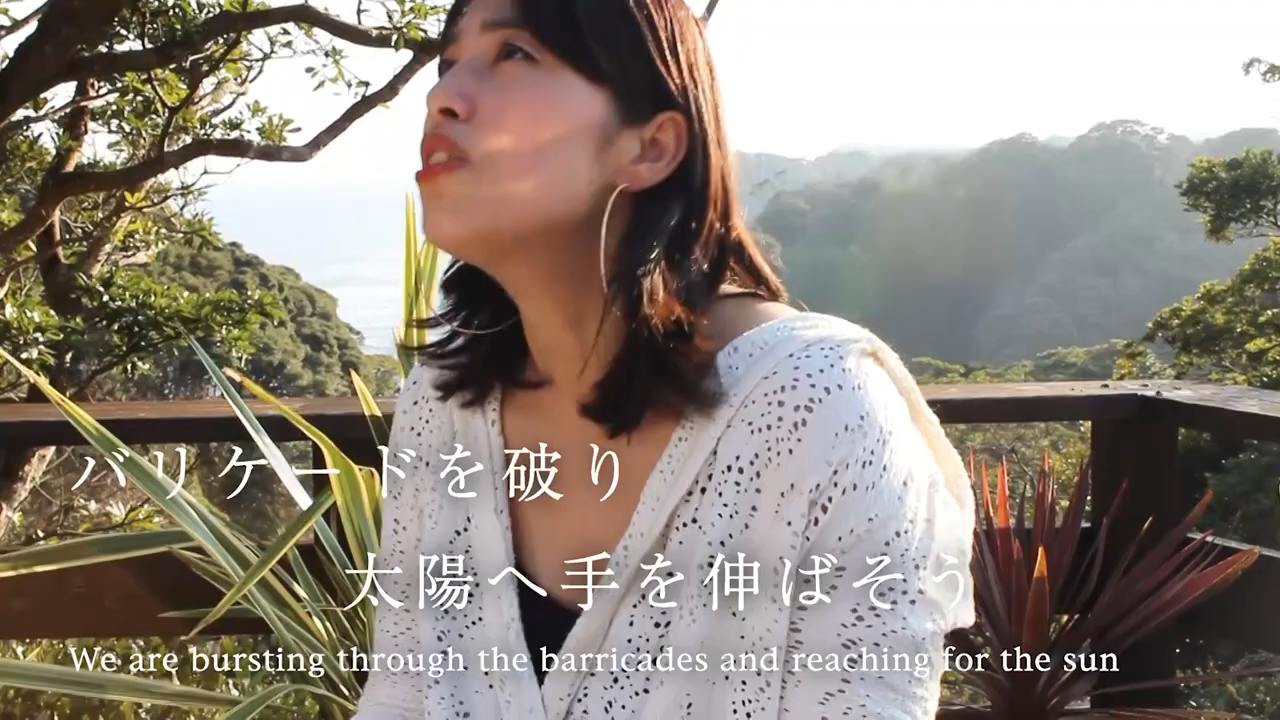 バリケードを破り
太陽へ手を伸ばそう
We are bursting through the barricades and reaching for the sun